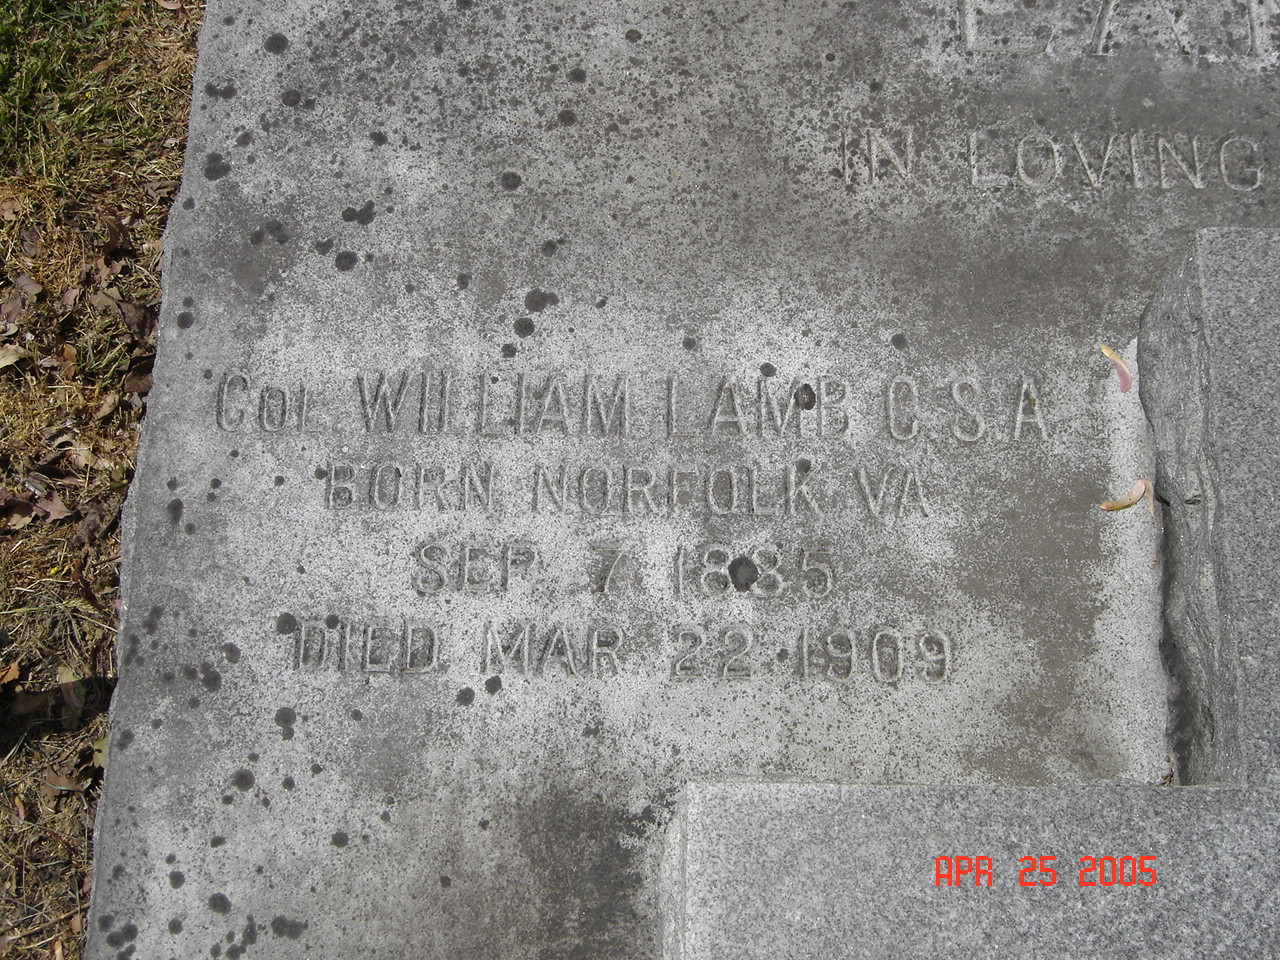 IN LOVING
COL. WILLIAM LAMB C.S.A.
BORN NORFOLK VA.
SEP. 7 1835
DIED MAR. 22 1909
APR 25 2005